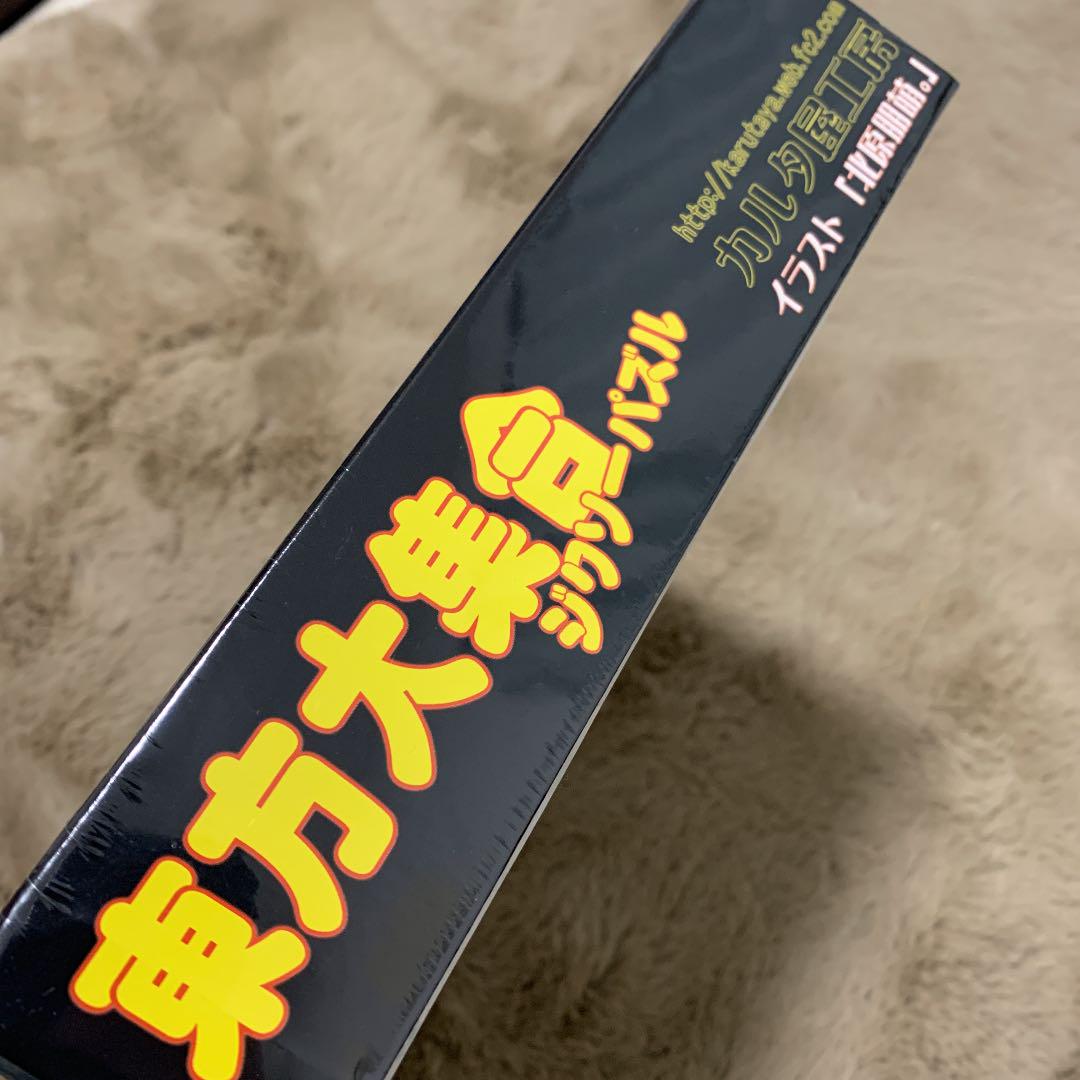 東方大集合
ジクソーパズル
http://karutaya.web.fc2.com
カルタ屋工房
イラスト「北原朋萌。」